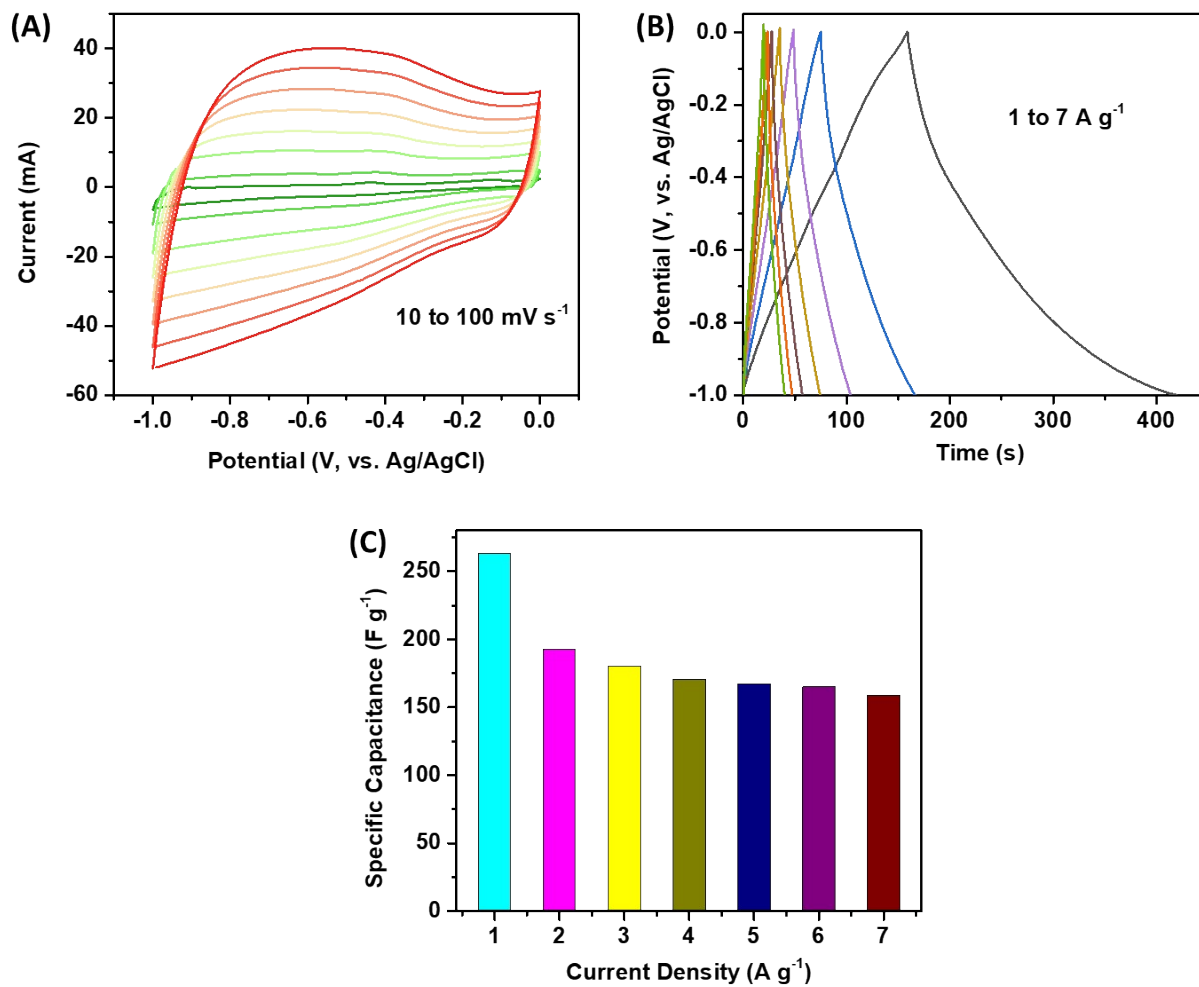 (A)
40
20
0
-20
-40
-60
Current (mA)
10 to 100 mV s⁻¹
-1.0 -0.8 -0.6 -0.4 -0.2 0.0
Potential (V, vs. Ag/AgCl)
(B)
0.0
-0.2
-0.4
-0.6
-0.8
-1.0
Potential (V, vs. Ag/AgCl)
1 to 7 A g⁻¹
0 100 200 300 400
Time (s)
(C)
250
200
150
100
50
0
Specific Capacitance (F g⁻¹)
1 2 3 4 5 6 7
Current Density (A g⁻¹)